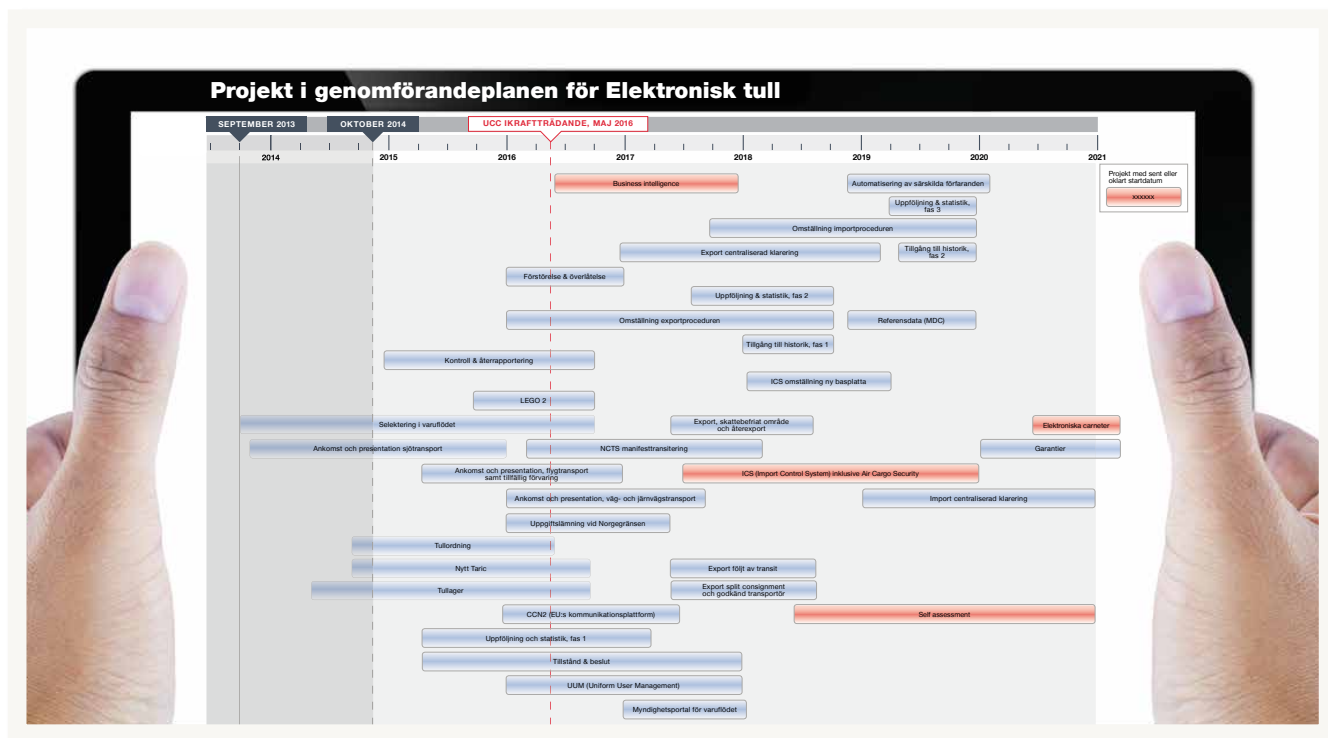 Projekt i genomförandeplanen för Elektronisk tull
SEPTEMBER 2013
OKTOBER 2014
UCC IKRAFTTRÄDANDE, MAJ 2016
2014
2015
2016
2017
2018
2019
2020
2021
Projekt med sent eller
oklart startdatum
xxxxxx
Business intelligence
Automatisering av särskilda förfaranden
Uppföljning & statistik,
fas 3
Omställning importproceduren
Export centraliserad klarering
Tillgång till historik,
fas 2
Förstörelse & överlåtelse
Uppföljning & statistik, fas 2
Omställning exportproceduren
Referensdata (MDC)
Tillgång till historik, fas 1
Kontroll & återrapportering
ICS omställning ny basplatta
LEGO 2
Selektering i varuflödet
Export, skattebefriat område
och återexport
Elektroniska carneter
Ankomst och presentation sjötransport
NCTS manifesttransitering
Garantier
Ankomst och presentation, flygtransport
samt tillfällig förvaring
ICS (Import Control System) inklusive Air Cargo Security
Ankomst och presentation, väg- och järnvägstransport
Import centraliserad klarering
Uppgiftslämning vid Norgegränsen
Tullordning
Nytt Taric
Export följt av transit
Tullager
Export split consignment
och godkänd transportör
CCN2 (EU:s kommunikationsplattform)
Self assessment
Uppföljning och statistik, fas 1
Tillstånd & beslut
UUM (Uniform User Management)
Myndighetsportal för varuflödet